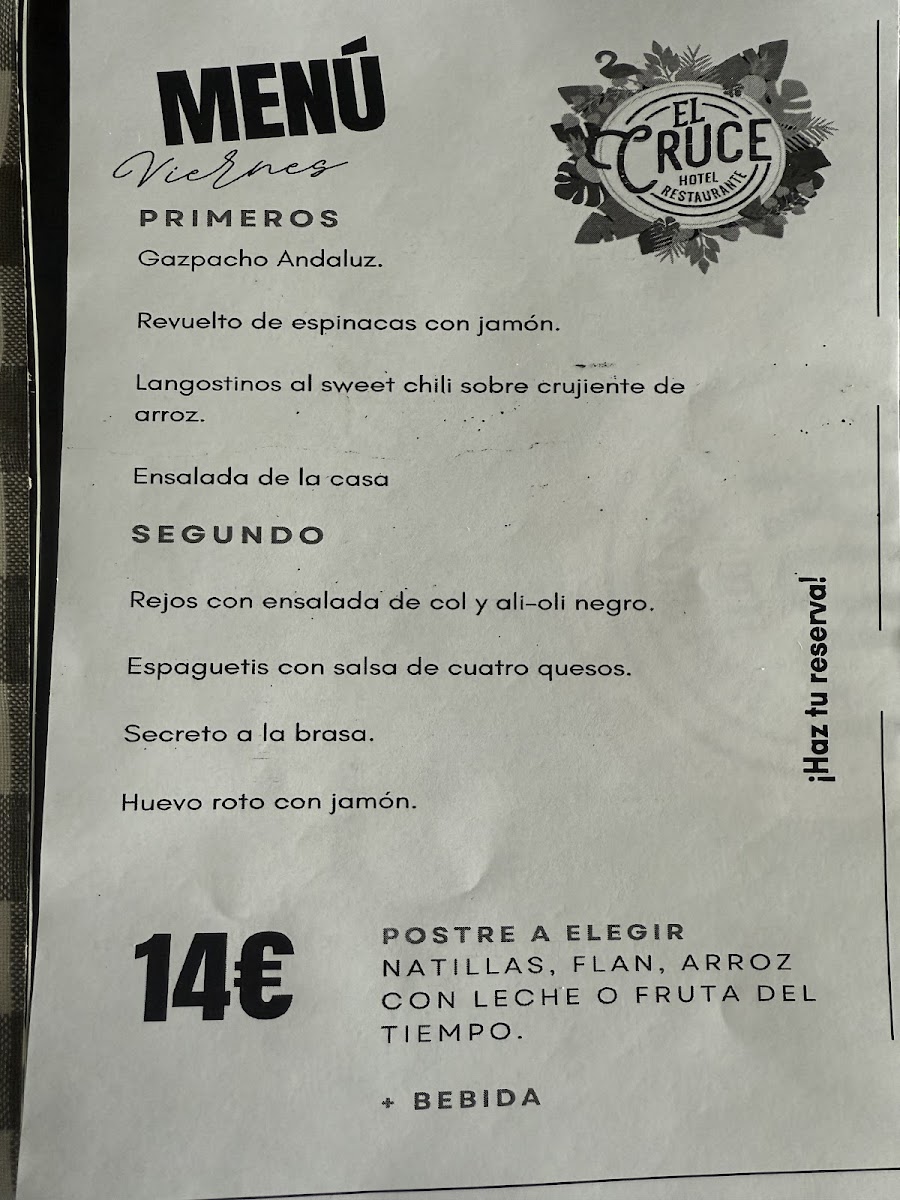 MENÚ
Viernes
EL
CRUCE
HOTEL
RESTAURANTE
PRIMEROS
Gazpacho Andaluz.
Revuelto de espinacas con jamón.
Langostinos al sweet chili sobre crujiente de
arroz.
Ensalada de la casa
SEGUNDO
Rejos con ensalada de col y ali-oli negro.
Espaguetis con salsa de cuatro quesos.
Secreto a la brasa.
Huevo roto con jamón.
¡Haz tu reserva!
14€
POSTRE A ELEGIR
NATILLAS, FLAN, ARROZ
CON LECHE O FRUTA DEL
TIEMPO.
+ BEBIDA